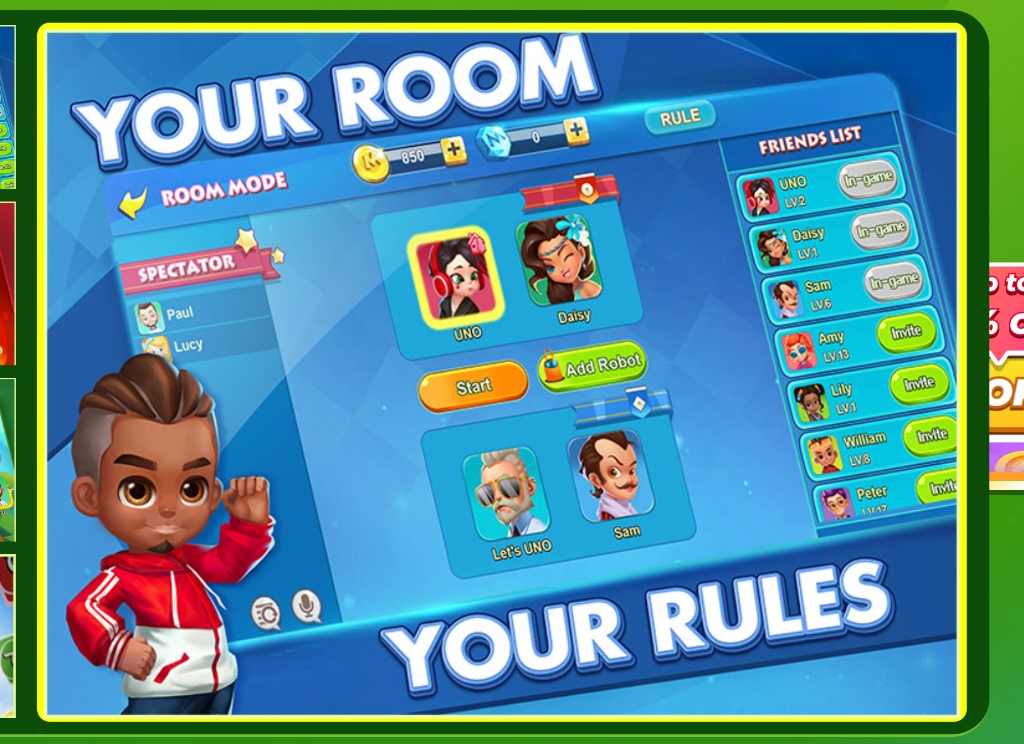 YOUR ROOM
850
0
RULE
ROOM MODE
FRIENDS LIST
SPECTATOR
Paul
Lucy
UNO
Daisy
Start
Add Robot
Let's UNO
Sam
UNO
LV.2
In-game
Daisy
LV.1
In-game
Sam
LV.6
In-game
Amy
LV.13
Invite
Lily
LV.1
Invite
William
LV.8
Invite
Peter
LV.17
Invite
YOUR RULES